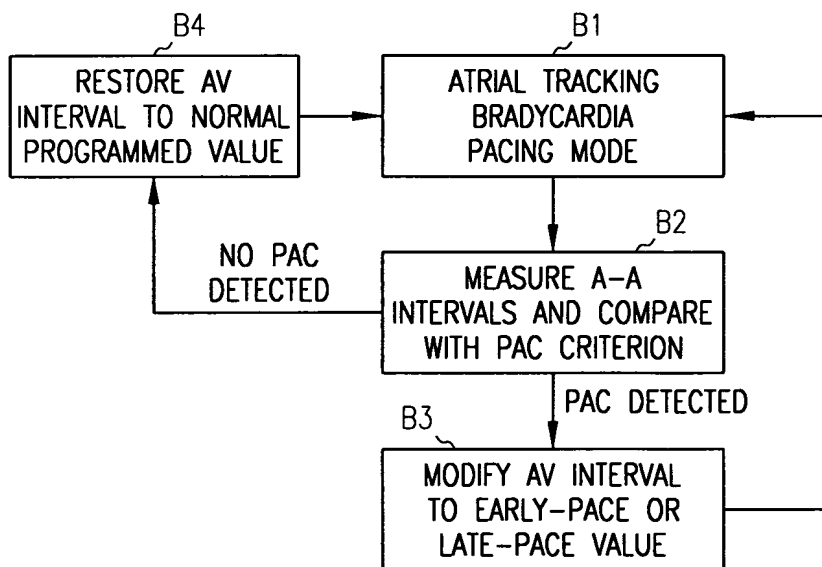 B4
RESTORE AV
INTERVAL TO NORMAL
PROGRAMMED VALUE
B1
ATRIAL TRACKING
BRADYCARDIA
PACING MODE
B2
MEASURE A-A
INTERVALS AND COMPARE
WITH PAC CRITERION
NO PAC
DETECTED
PAC DETECTED
B3
MODIFY AV INTERVAL
TO EARLY-PACE OR
LATE-PACE VALUE